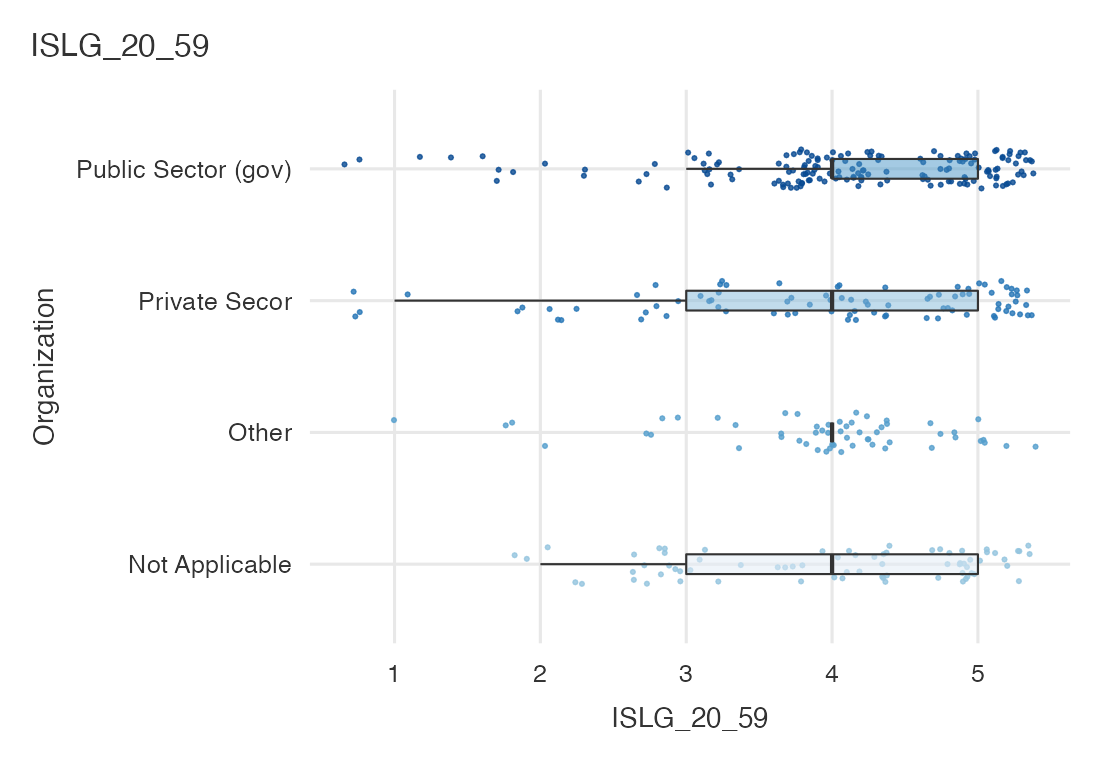 ISLG_20_59
Public Sector (gov)
Private Secor
Other
Not Applicable
Organization
1 2 3 4 5
ISLG_20_59